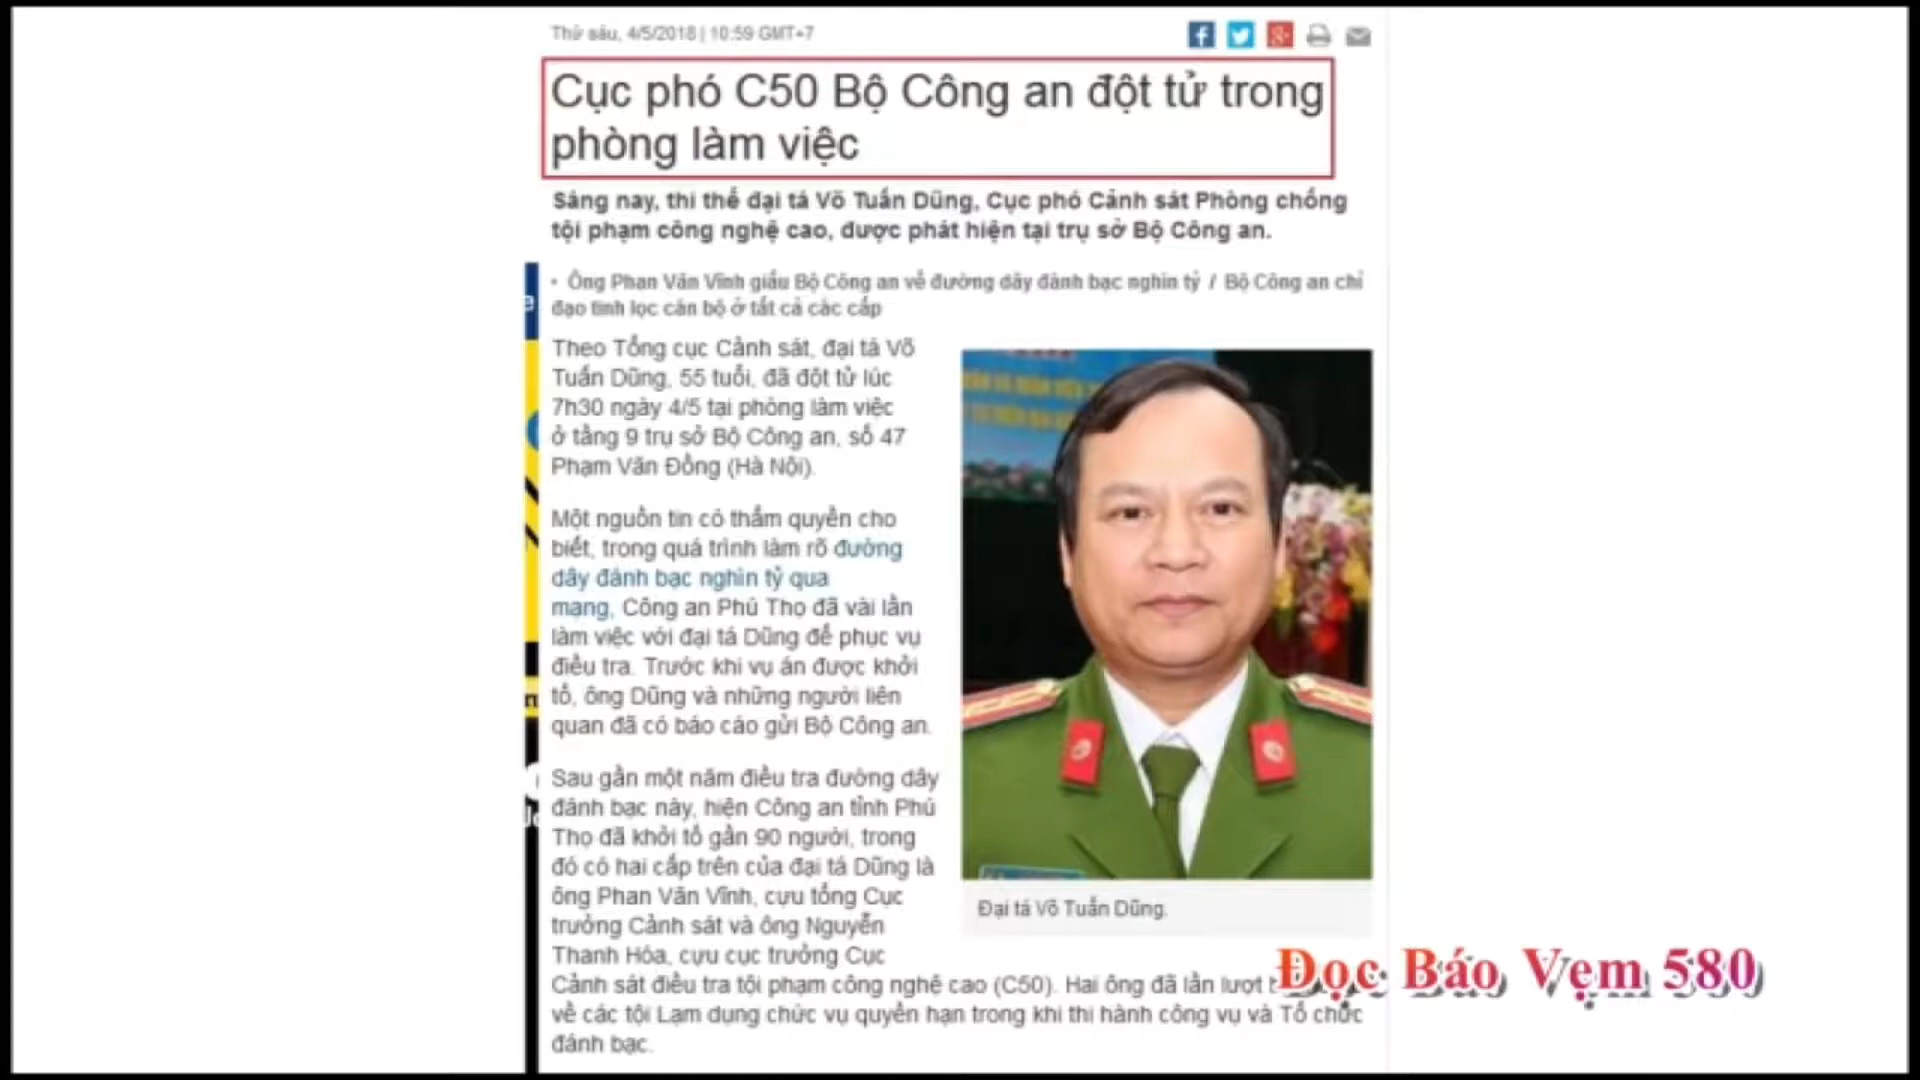 Thứ sáu, 4/5/2018 | 10:59 GMT+7
Cục phó C50 Bộ Công an đột tử trong
phòng làm việc
Sáng nay, thi thể đại tá Võ Tuấn Dũng, Cục phó Cảnh sát Phòng chống
tội phạm công nghệ cao, được phát hiện tại trụ sở Bộ Công an.
• Ông Phan Văn Vĩnh giấu Bộ Công an về đường dây đánh bạc nghìn tỷ / Bộ Công an chỉ
đạo tinh lọc cán bộ ở tất cả các cấp
Theo Tổng cục Cảnh sát, đại tá Võ
Tuấn Dũng, 55 tuổi, đã đột tử lúc
7h30 ngày 4/5 tại phòng làm việc
ở tầng 9 trụ sở Bộ Công an, số 47
Phạm Văn Đồng (Hà Nội).
Một nguồn tin có thẩm quyền cho
biết, trong quá trình làm rõ đường
dây đánh bạc nghìn tỷ qua
mạng, Công an Phú Thọ đã vài lần
làm việc với đại tá Dũng để phục vụ
điều tra. Trước khi vụ án được khởi
tố, ông Dũng và những người liên
quan đã có báo cáo gửi Bộ Công an.
Sau gần một năm điều tra đường dây
đánh bạc này, hiện Công an tỉnh Phú
Thọ đã khởi tố gần 90 người, trong
đó có hai cấp trên của đại tá Dũng là
ông Phan Văn Vĩnh, cựu tổng Cục
trưởng Cảnh sát và ông Nguyễn
Thanh Hóa, cựu cục trưởng Cục
Cảnh sát điều tra tội phạm công nghệ cao (C50). Hai ông đã lần lượt
về các tội Lạm dụng chức vụ quyền hạn trong khi thi hành công vụ và Tổ chức
đánh bạc.
Đại tá Võ Tuấn Dũng.
Đọc Báo Vẹm 580